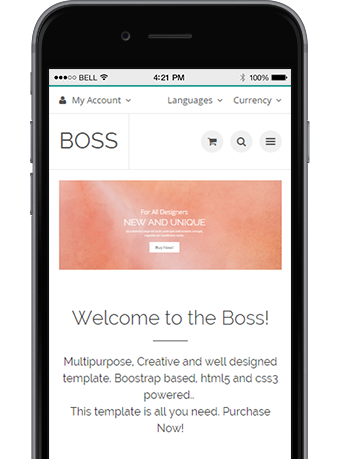 BELL 4:21 PM 100%
My Account Languages Currency
BOSS
For All Designers
NEW AND UNIQUE
Buy Now!
Welcome to the Boss!
Multipurpose, Creative and well designed
template. Boostrap based, html5 and css3
powered..
This template is all you need. Purchase
Now!